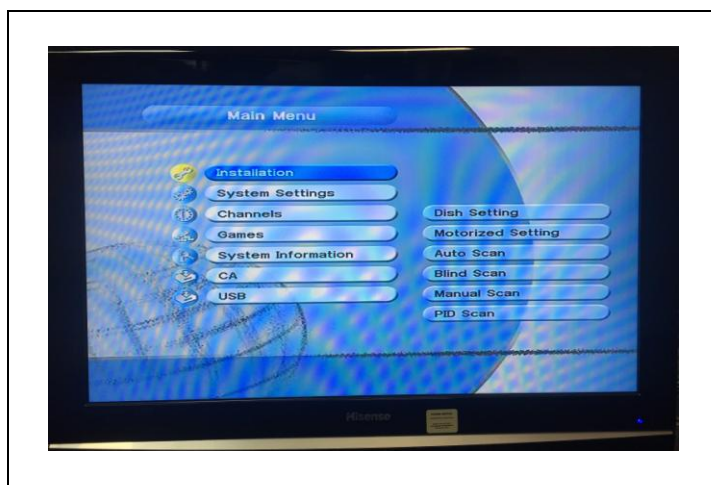 Main Menu
Installation
System Settings
Channels
Games
System Information
CA
USB
Dish Setting
Motorized Setting
Auto Scan
Blind Scan
Manual Scan
PID Scan
Hisense